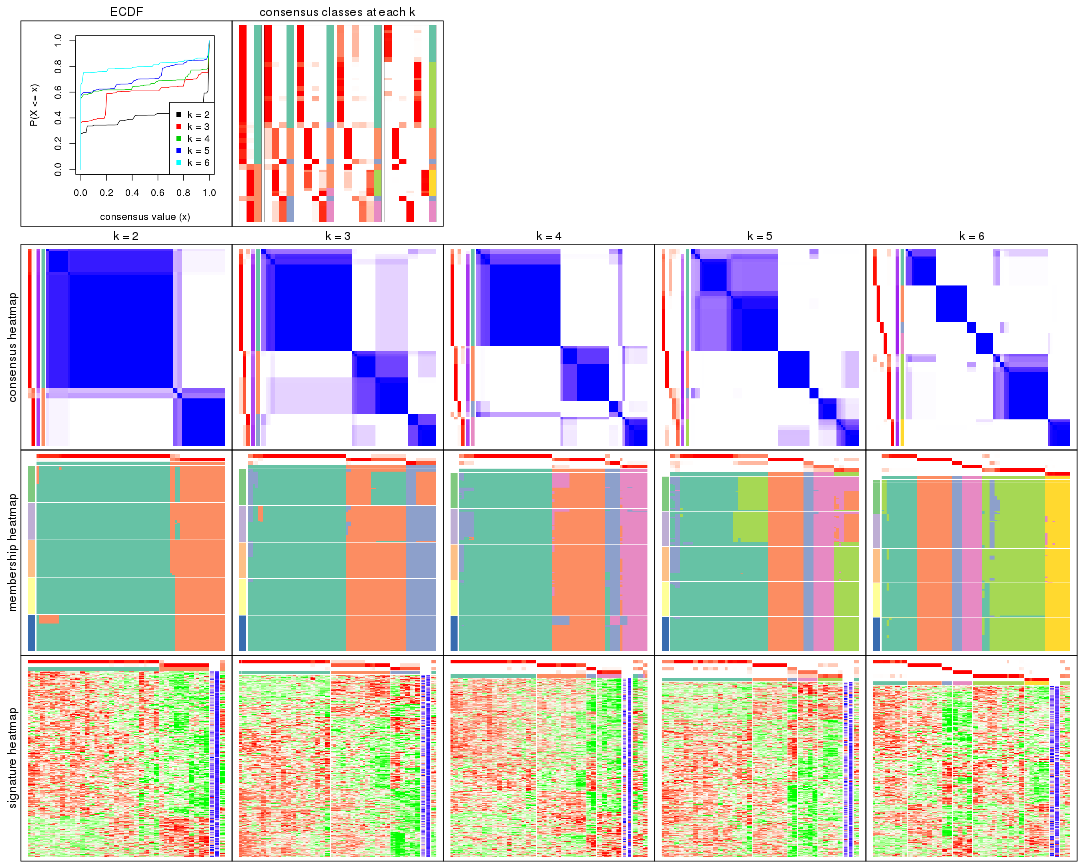 ECDF
consensus classes at each k
P(X <= x)
0.0 0.2 0.4 0.6 0.8 1.0
k = 2
k = 3
k = 4
k = 5
k = 6
0.0 0.2 0.4 0.6 0.8 1.0
consensus value (x)
k = 2
k = 3
k = 4
k = 5
k = 6
consensus heatmap
membership heatmap
signature heatmap